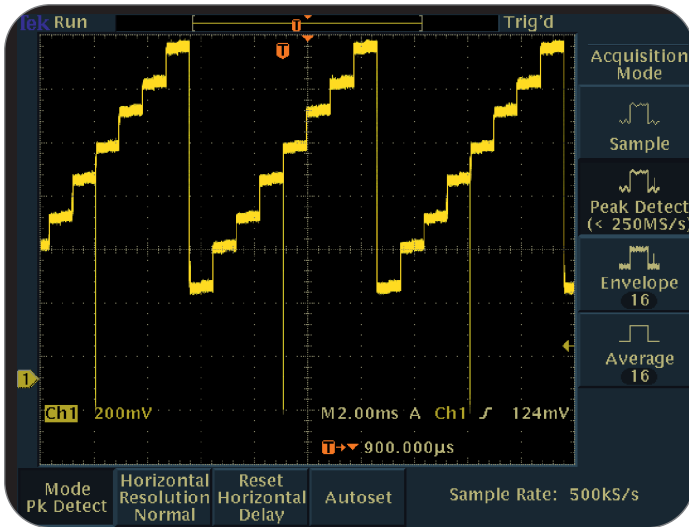 Tek Run Trig'd
T
T
Acquisition
Mode
Sample
Peak Detect
(< 250MS/s)
Envelope
16
Average
16
1
Ch1 200mV M2.00ms A Ch1 124mV
T 900.000µs
Mode
Pk Detect
Horizontal
Resolution
Normal
Reset
Horizontal
Delay
Autoset
Sample Rate: 500kS/s